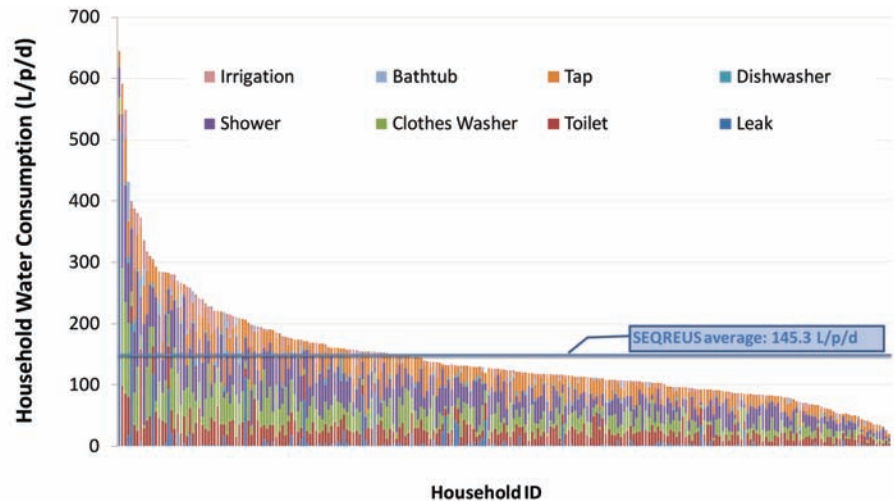 Household Water Consumption (L/p/d)
700
600
500
400
300
200
100
0
Irrigation Bathtub Tap Dishwasher
Shower Clothes Washer Toilet Leak
SEQREUS average: 145.3 L/p/d
Household ID